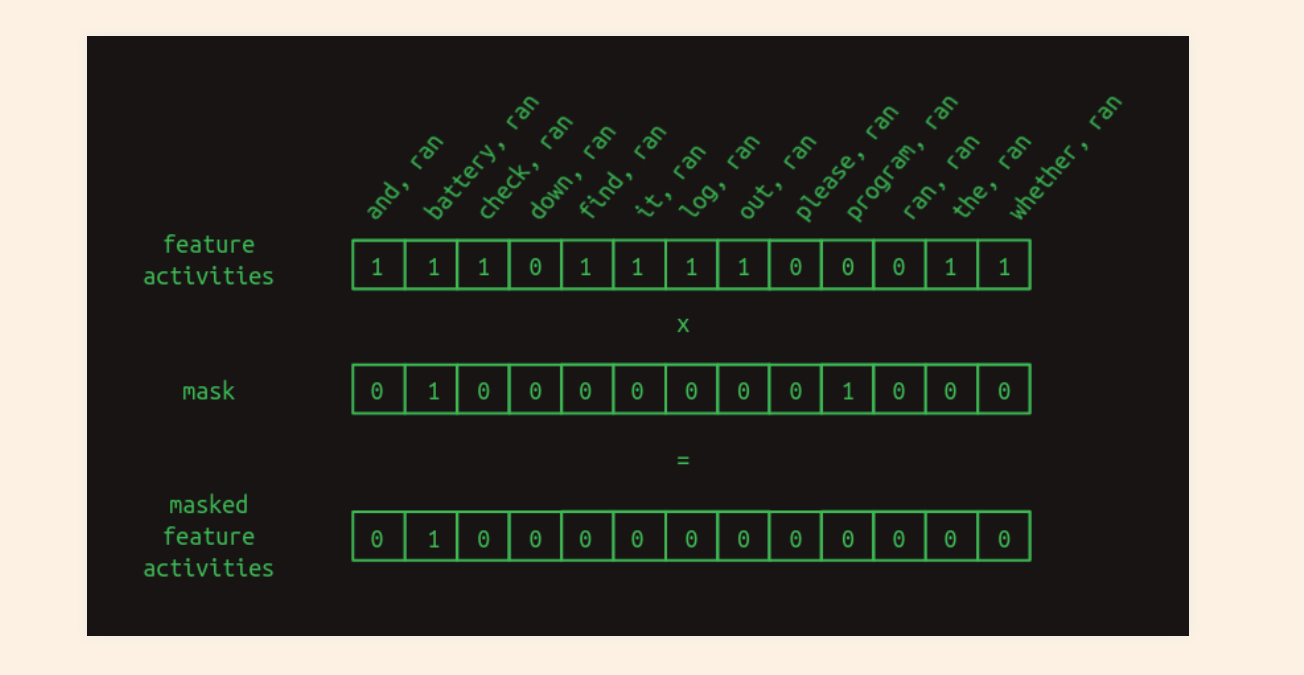 and, ran battery, ran check, ran down, ran find, ran it, ran log, ran out, ran please, ran program, ran ran, ran the, ran whether, ran
feature
activities
1 1 1 0 1 1 1 1 0 0 0 1 1
x
mask
0 1 0 0 0 0 0 0 0 1 0 0 0
=
masked
feature
activities
0 1 0 0 0 0 0 0 0 0 0 0 0